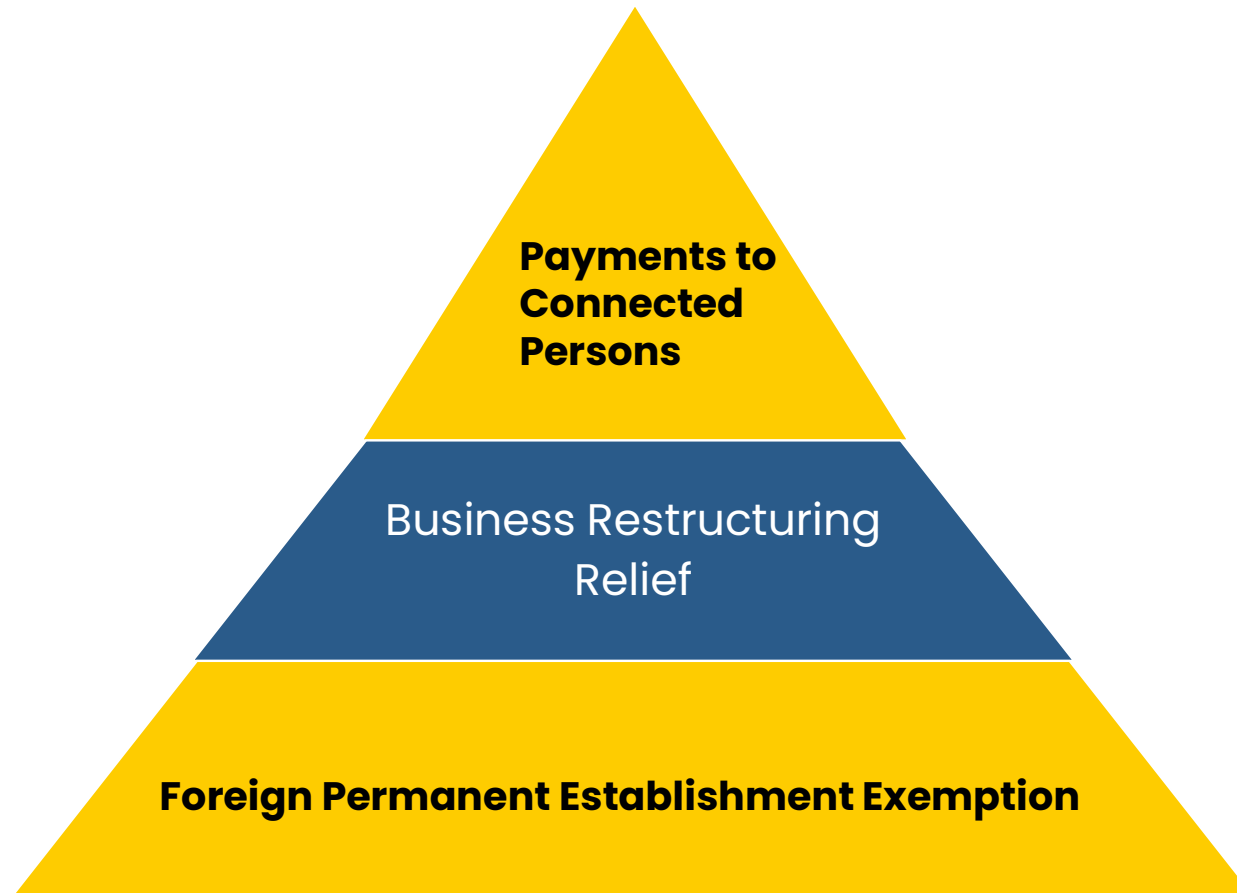 Payments to
Connected
Persons
Business Restructuring
Relief
Foreign Permanent Establishment Exemption